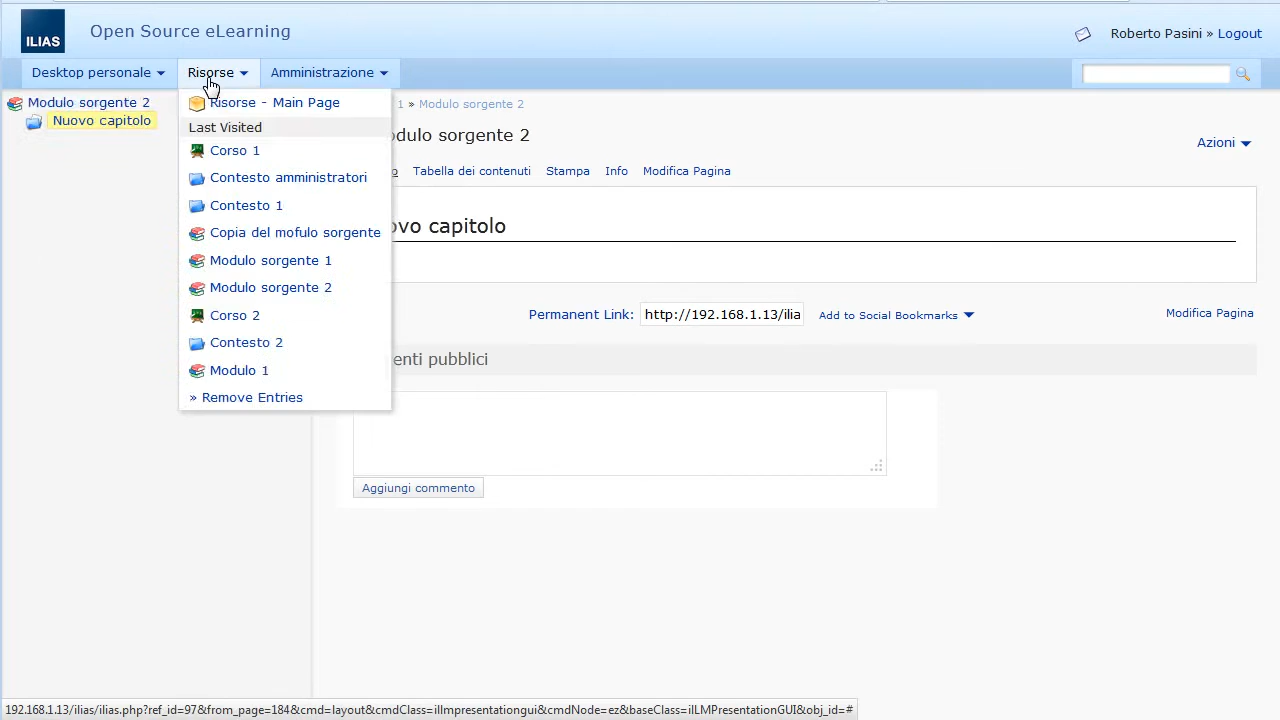 ILIAS
Open Source eLearning
Roberto Pasini » Logout
Desktop personale
Risorse
Amministrazione
Modulo sorgente 2
Nuovo capitolo
Risorse - Main Page
Last Visited
Corso 1
Contesto amministratori
Contesto 1
Copia del mofulo sorgente
Modulo sorgente 1
Modulo sorgente 2
Corso 2
Contesto 2
Modulo 1
» Remove Entries
1 » Modulo sorgente 2
dulo sorgente 2
Azioni
Tabella dei contenuti
Stampa
Info
Modifica Pagina
ovo capitolo
Permanent Link:
http://192.168.1.13/ilia
Add to Social Bookmarks
Modifica Pagina
enti pubblici
Aggiungi commento
192.168.1.13/ilias/ilias.php?ref_id=97&from_page=184&cmd=layout&cmdClass=illmpresentationgui&cmdNode=ez&baseClass=ilLMPresentationGUI&obj_id=#